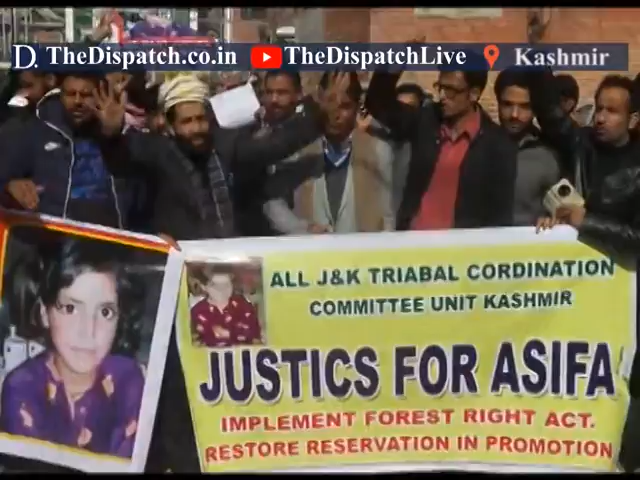 D. TheDispatch.co.in TheDispatchLive Kashmir
ALL J&K TRIABAL CORDINATION
COMMITTEE UNIT KASHMIR
JUSTICS FOR ASIFA
IMPLEMENT FOREST RIGHT ACT.
RESTORE RESERVATION IN PROMOTION